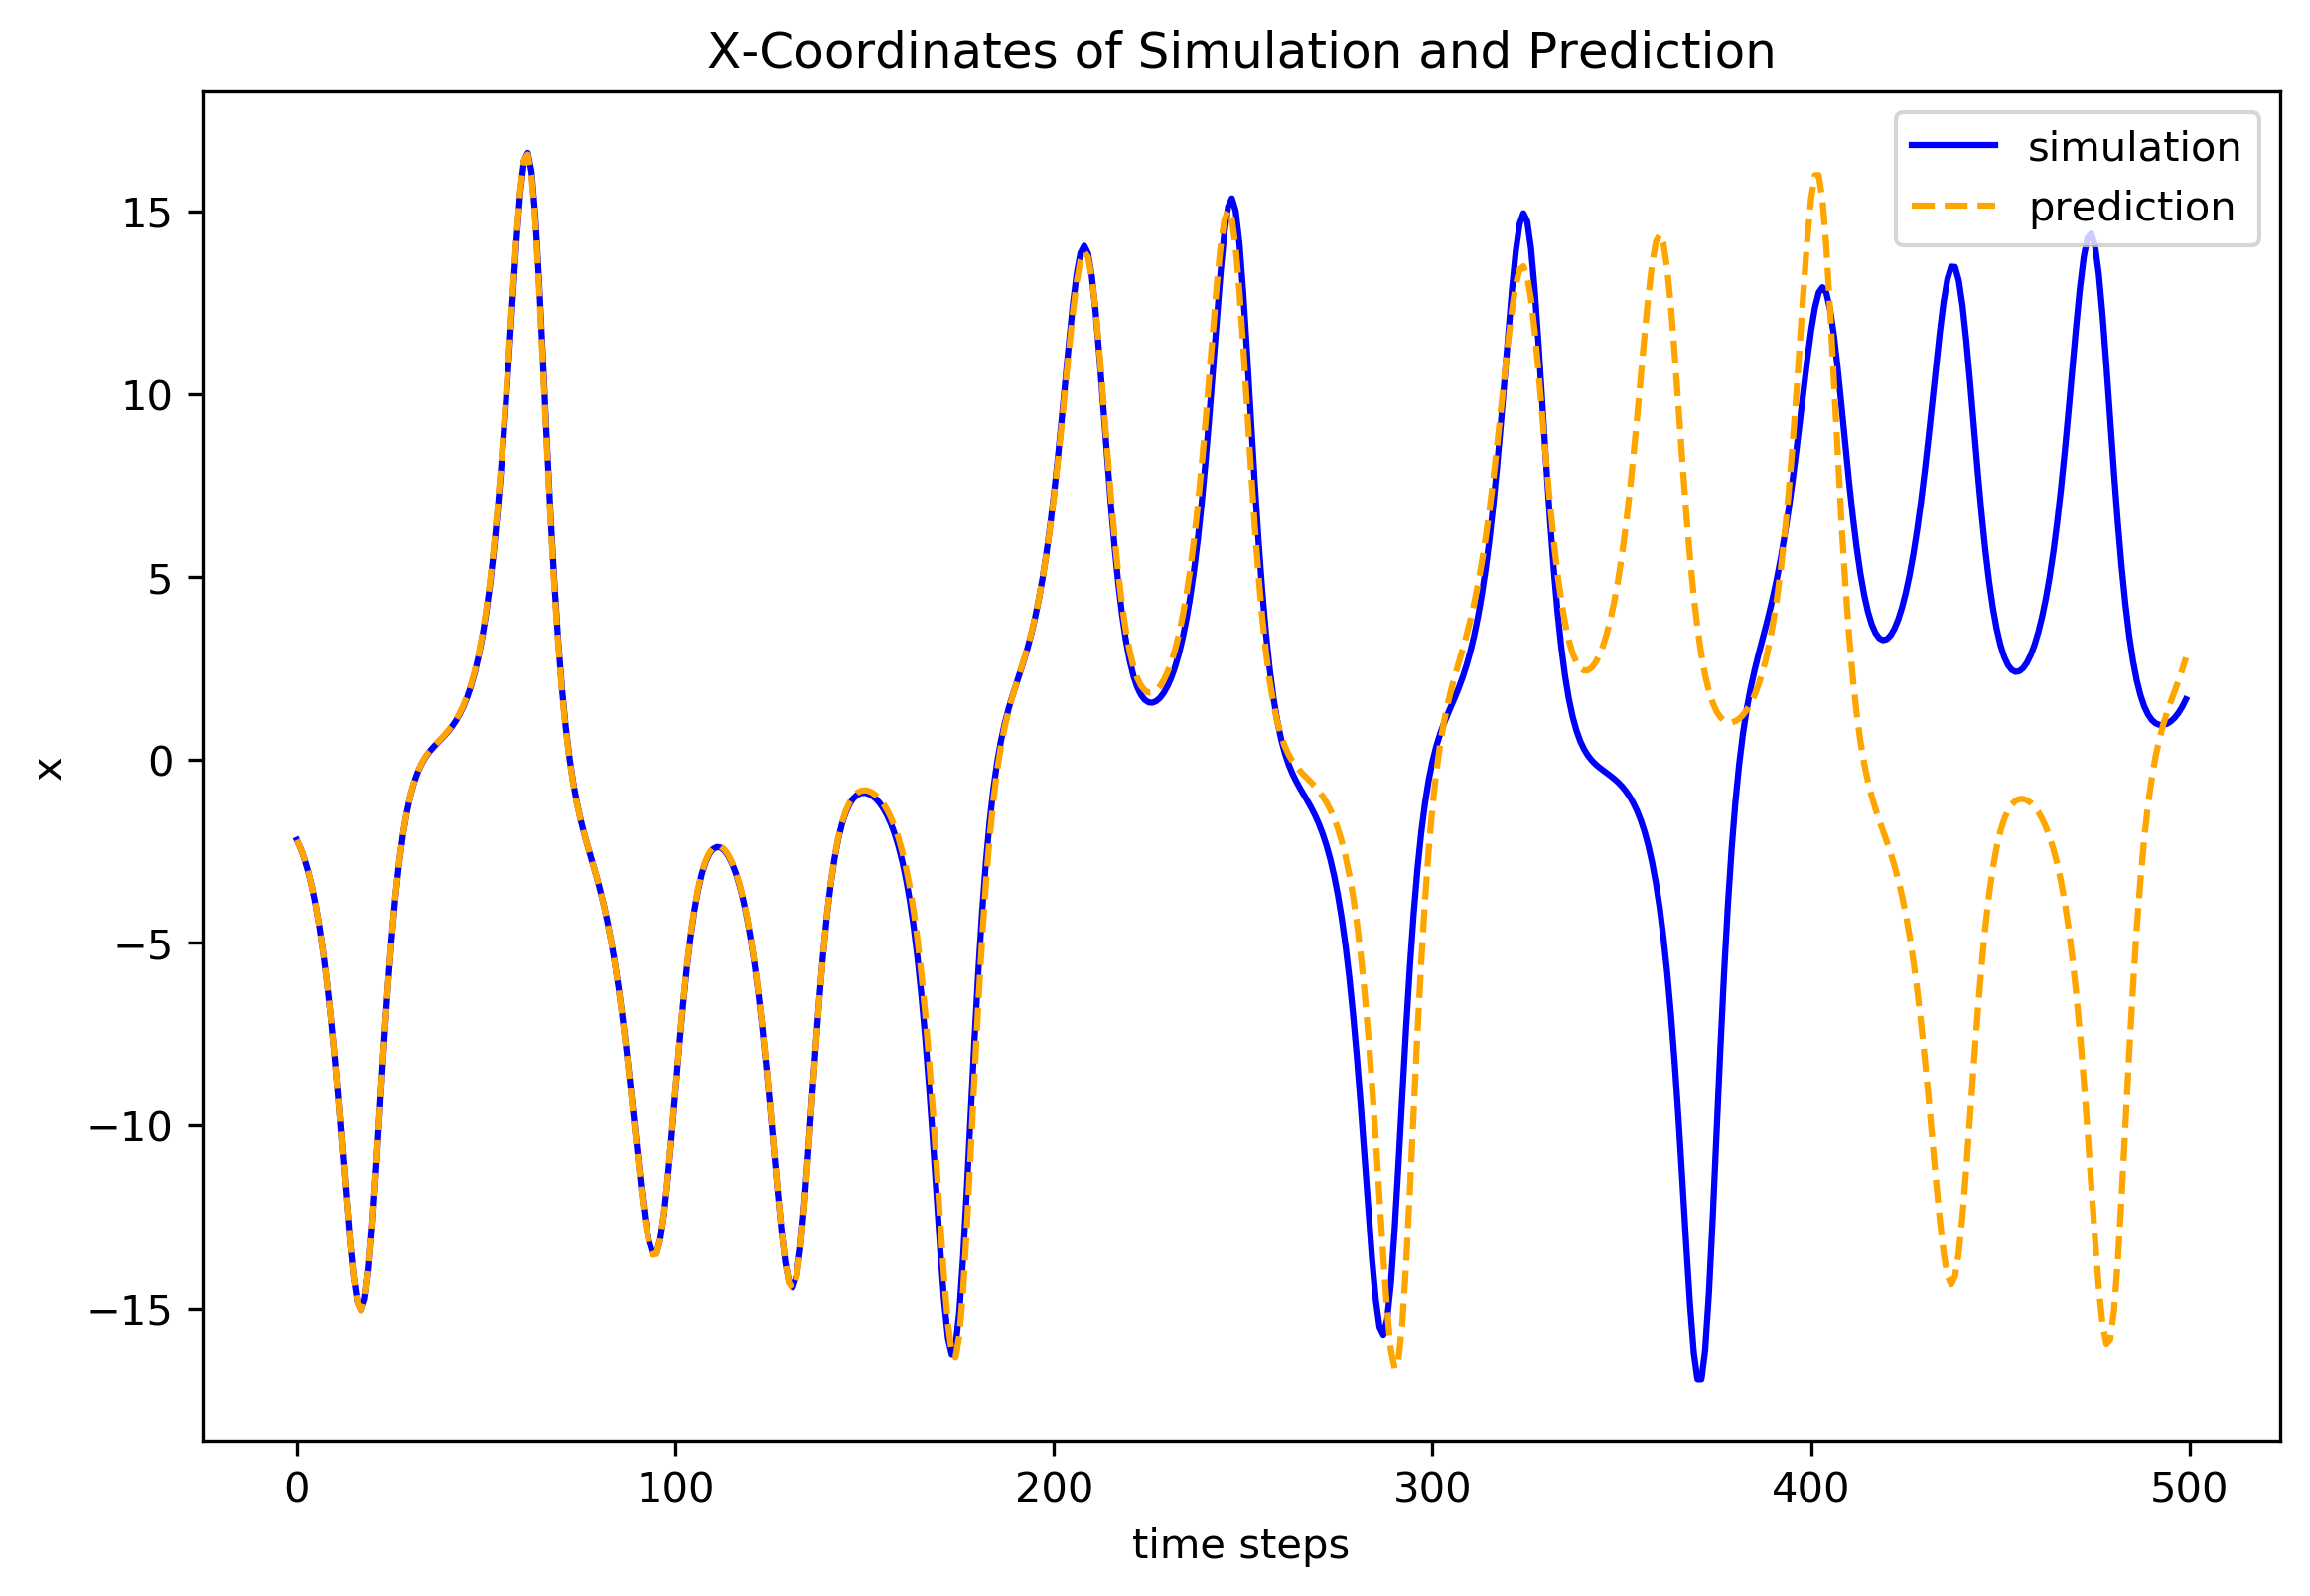 X-Coordinates of Simulation and Prediction
simulation
prediction
15
10
5
0
−5
−10
−15
x
0 100 200 300 400 500
time steps